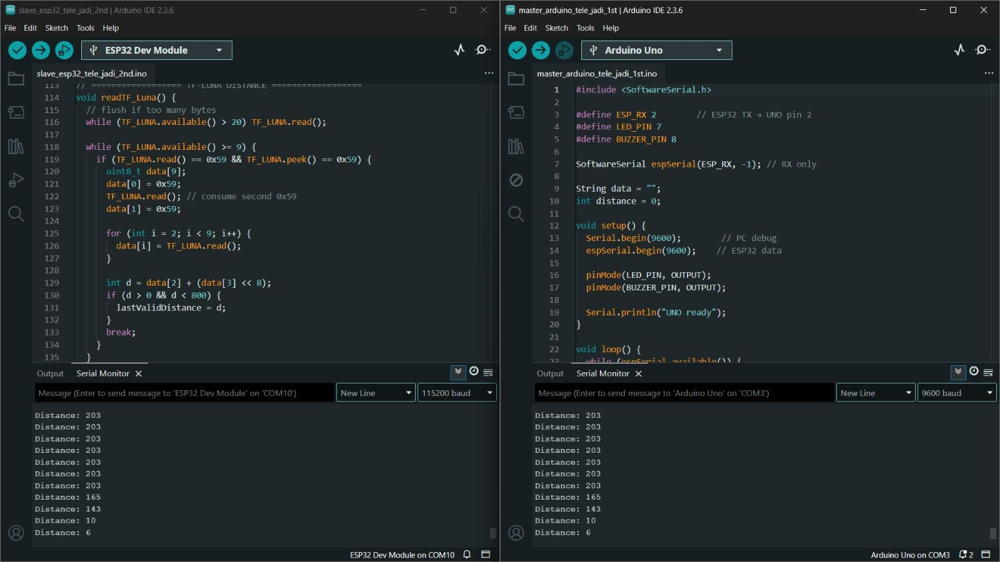 slave_esp32_tele_jadi_2nd | Arduino IDE 2.3.6
File Edit Sketch Tools Help
ESP32 Dev Module
slave_esp32_tele_jadi_2nd.ino
113 // ================== TF-LUNA DISTANCE ==================
114 void readTF_Luna() {
115 // flush if too many bytes
116 while (TF_LUNA.available() > 20) TF_LUNA.read();
117
118 while (TF_LUNA.available() >= 9) {
119 if (TF_LUNA.read() == 0x59 && TF_LUNA.peek() == 0x59) {
120 uint8_t data[9];
121 data[0] = 0x59;
122 TF_LUNA.read(); // consume second 0x59
123 data[1] = 0x59;
124
125 for (int i = 2; i < 9; i++) {
126 data[i] = TF_LUNA.read();
127 }
128
129 int d = data[2] + (data[3] << 8);
130 if (d > 0 && d < 800) {
131 lastValidDistance = d;
132 }
133 break;
134 }
135 }
Output Serial Monitor
Message (Enter to send message to 'ESP32 Dev Module' on 'COM10') New Line 115200 baud
Distance: 203
Distance: 203
Distance: 203
Distance: 203
Distance: 203
Distance: 203
Distance: 203
Distance: 165
Distance: 143
Distance: 10
Distance: 6
ESP32 Dev Module on COM10
master_arduino_tele_jadi_1st | Arduino IDE 2.3.6
File Edit Sketch Tools Help
Arduino Uno
master_arduino_tele_jadi_1st.ino
1 #include <SoftwareSerial.h>
2
3 #define ESP_RX 2 // ESP32 TX → UNO pin 2
4 #define LED_PIN 7
5 #define BUZZER_PIN 8
6
7 SoftwareSerial espSerial(ESP_RX, -1); // RX only
8
9 String data = "";
10 int distance = 0;
11
12 void setup() {
13 Serial.begin(9600); // PC debug
14 espSerial.begin(9600); // ESP32 data
15
16 pinMode(LED_PIN, OUTPUT);
17 pinMode(BUZZER_PIN, OUTPUT);
18
19 Serial.println("UNO ready");
20 }
21
22 void loop() {
23 while (espSerial.available()) {
Output Serial Monitor
Message (Enter to send message to 'Arduino Uno' on 'COM3') New Line 9600 baud
Distance: 203
Distance: 203
Distance: 203
Distance: 203
Distance: 203
Distance: 203
Distance: 203
Distance: 165
Distance: 143
Distance: 10
Distance: 6
Arduino Uno on COM3 2